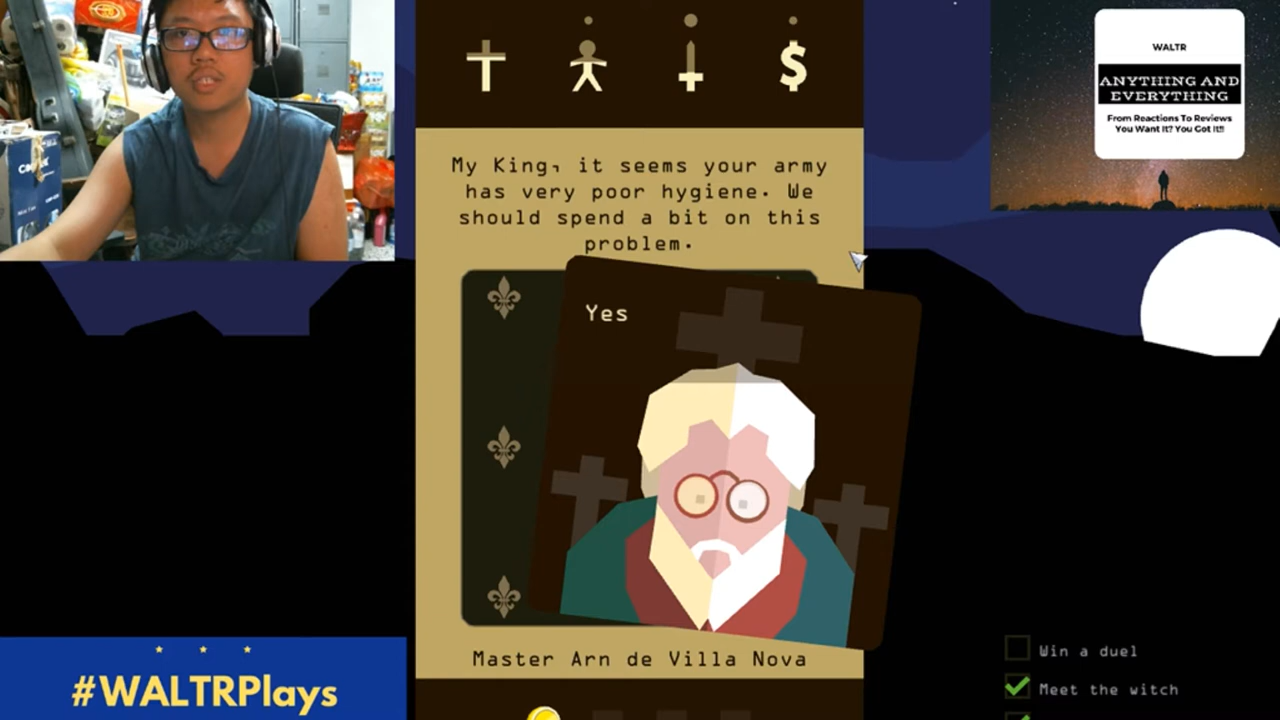 WALTR
ANYTHING AND
EVERYTHING
From Reactions To Reviews
You Want It? You Got It!!
My King, it seems your army
has very poor hygiene. We
should spend a bit on this
problem.
Yes
Master Arn de Villa Nova
Win a duel
Meet the witch
#WALTRPlays